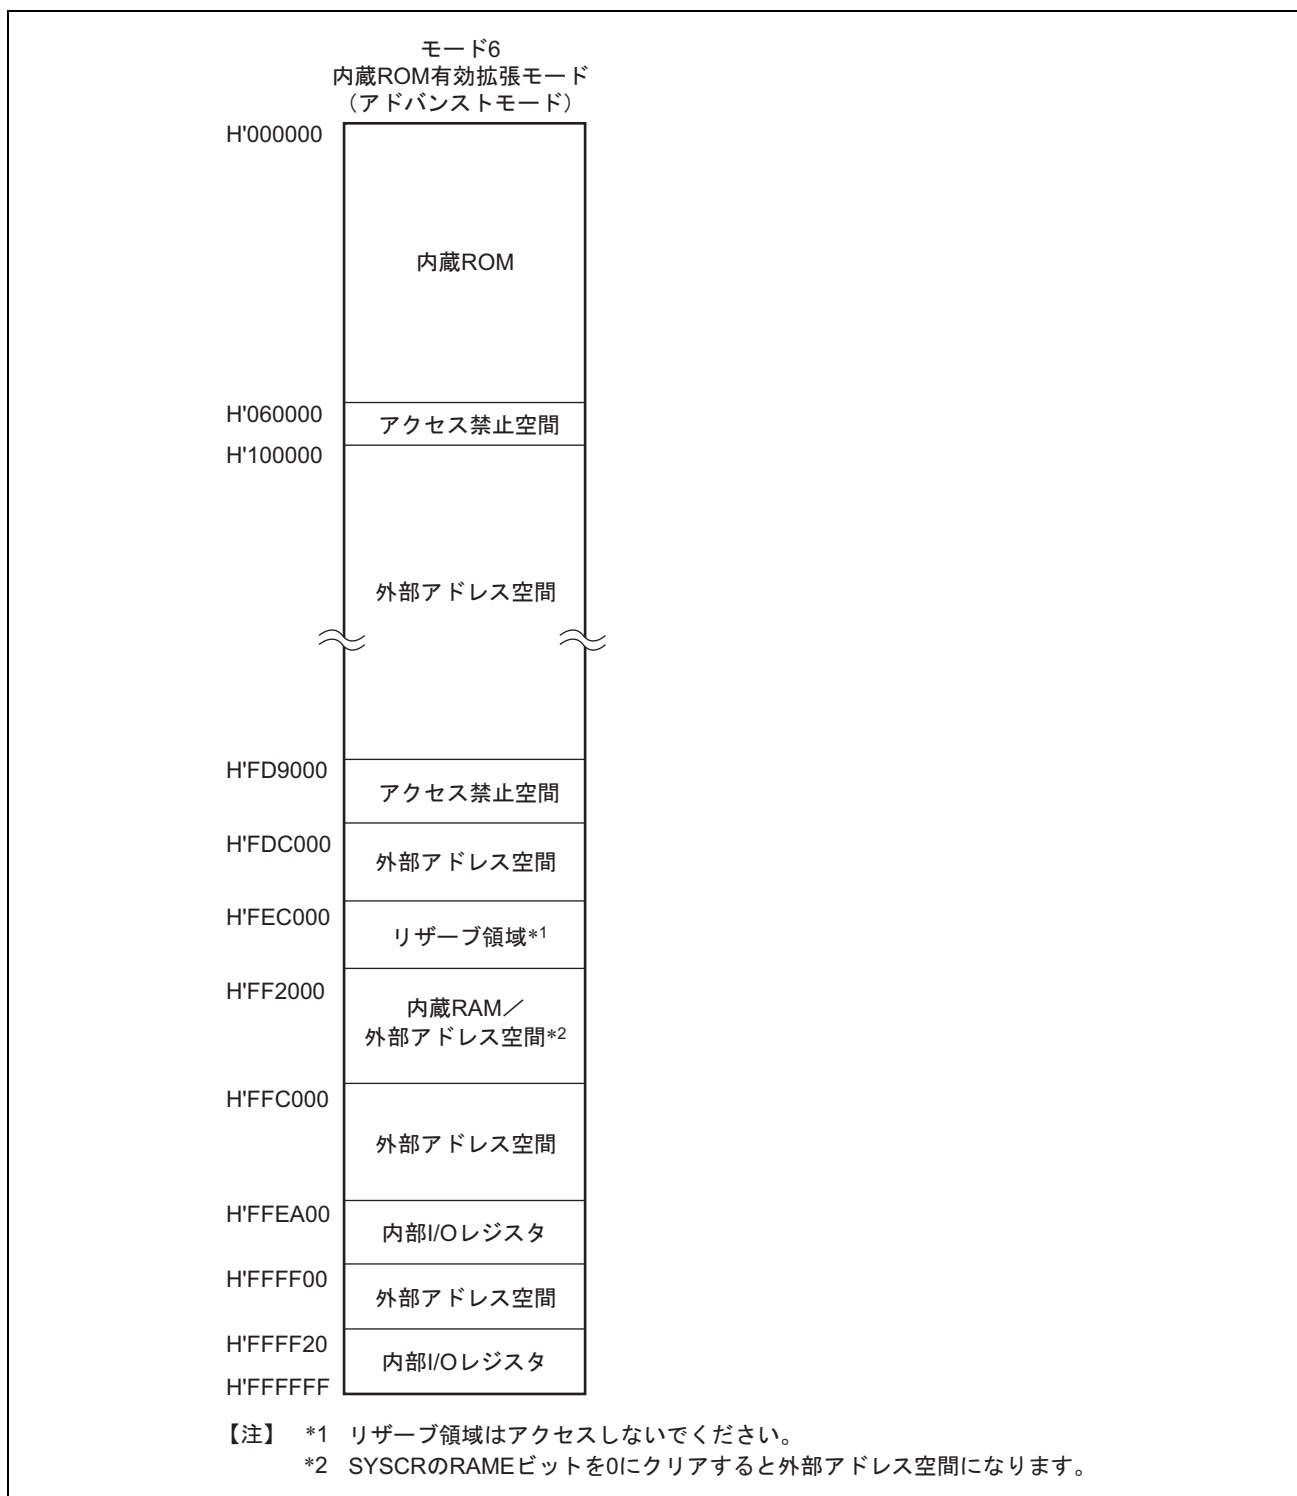 モード6
内蔵ROM有効拡張モード
（アドバンストモード）
H'000000
内蔵ROM
H'060000
アクセス禁止空間
H'100000
外部アドレス空間
H'FD9000
アクセス禁止空間
H'FDC000
外部アドレス空間
H'FEC000
リザーブ領域*1
H'FF2000
内蔵RAM／
外部アドレス空間*2
H'FFC000
外部アドレス空間
H'FFEA00
内部I/Oレジスタ
H'FFFF00
外部アドレス空間
H'FFFF20
内部I/Oレジスタ
H'FFFFFF
【注】 *1 リザーブ領域はアクセスしないでください。
*2 SYSCRのRAMEビットを0にクリアすると外部アドレス空間になります。